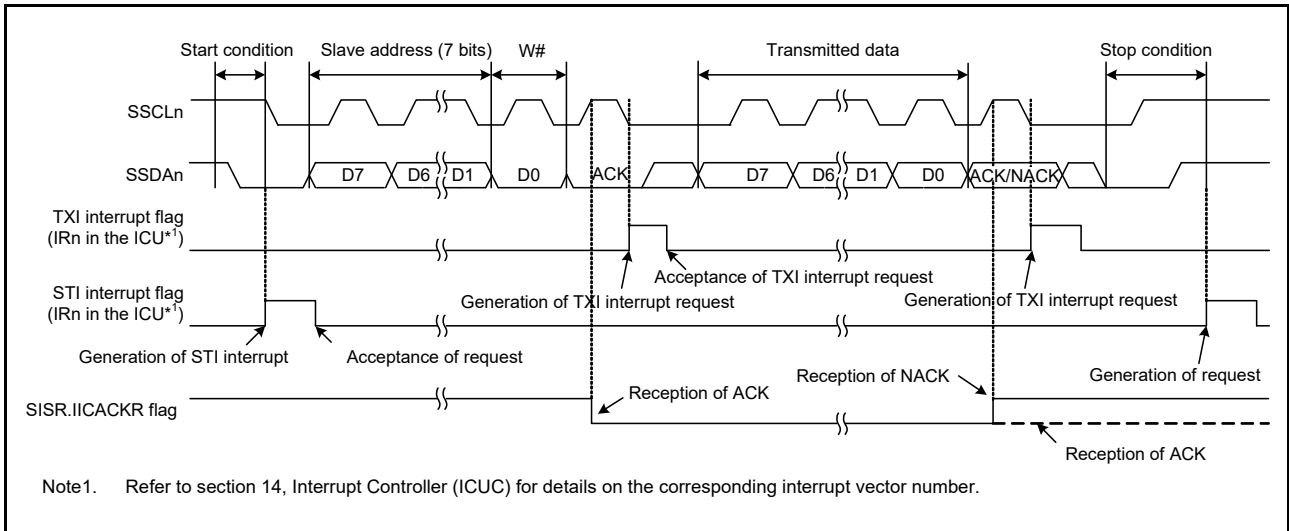 Start condition
Slave address (7 bits)
W#
Transmitted data
Stop condition
SSCLn
SSDAn
D7
D6
D1
D0
ACK
D7
D6
D1
D0
ACK/NACK
TXI interrupt flag
(IRn in the ICU*1)
Acceptance of TXI interrupt request
Generation of TXI interrupt request
Generation of TXI interrupt request
STI interrupt flag
(IRn in the ICU*1)
Generation of STI interrupt
Acceptance of request
Generation of request
SISR.IICACKR flag
Reception of ACK
Reception of NACK
Reception of ACK
Note1. Refer to section 14, Interrupt Controller (ICUC) for details on the corresponding interrupt vector number.